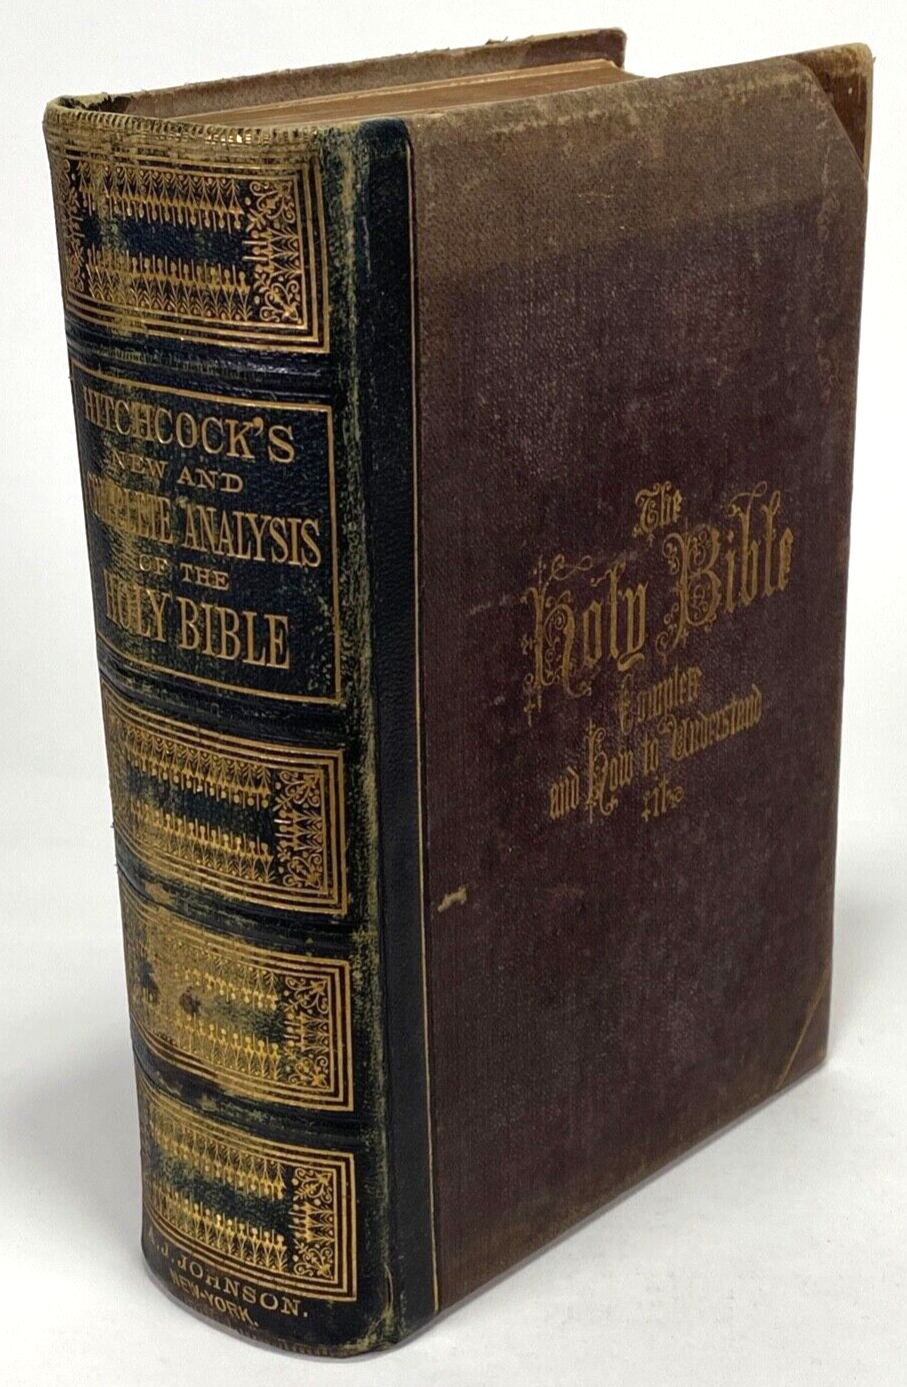 HITCHCOCK'S
NEW AND
COMPLETE ANALYSIS
OF THE
HOLY BIBLE
J. JOHNSON.
NEW-YORK.
The
Holy Bible
Complete
and How to Understand
It